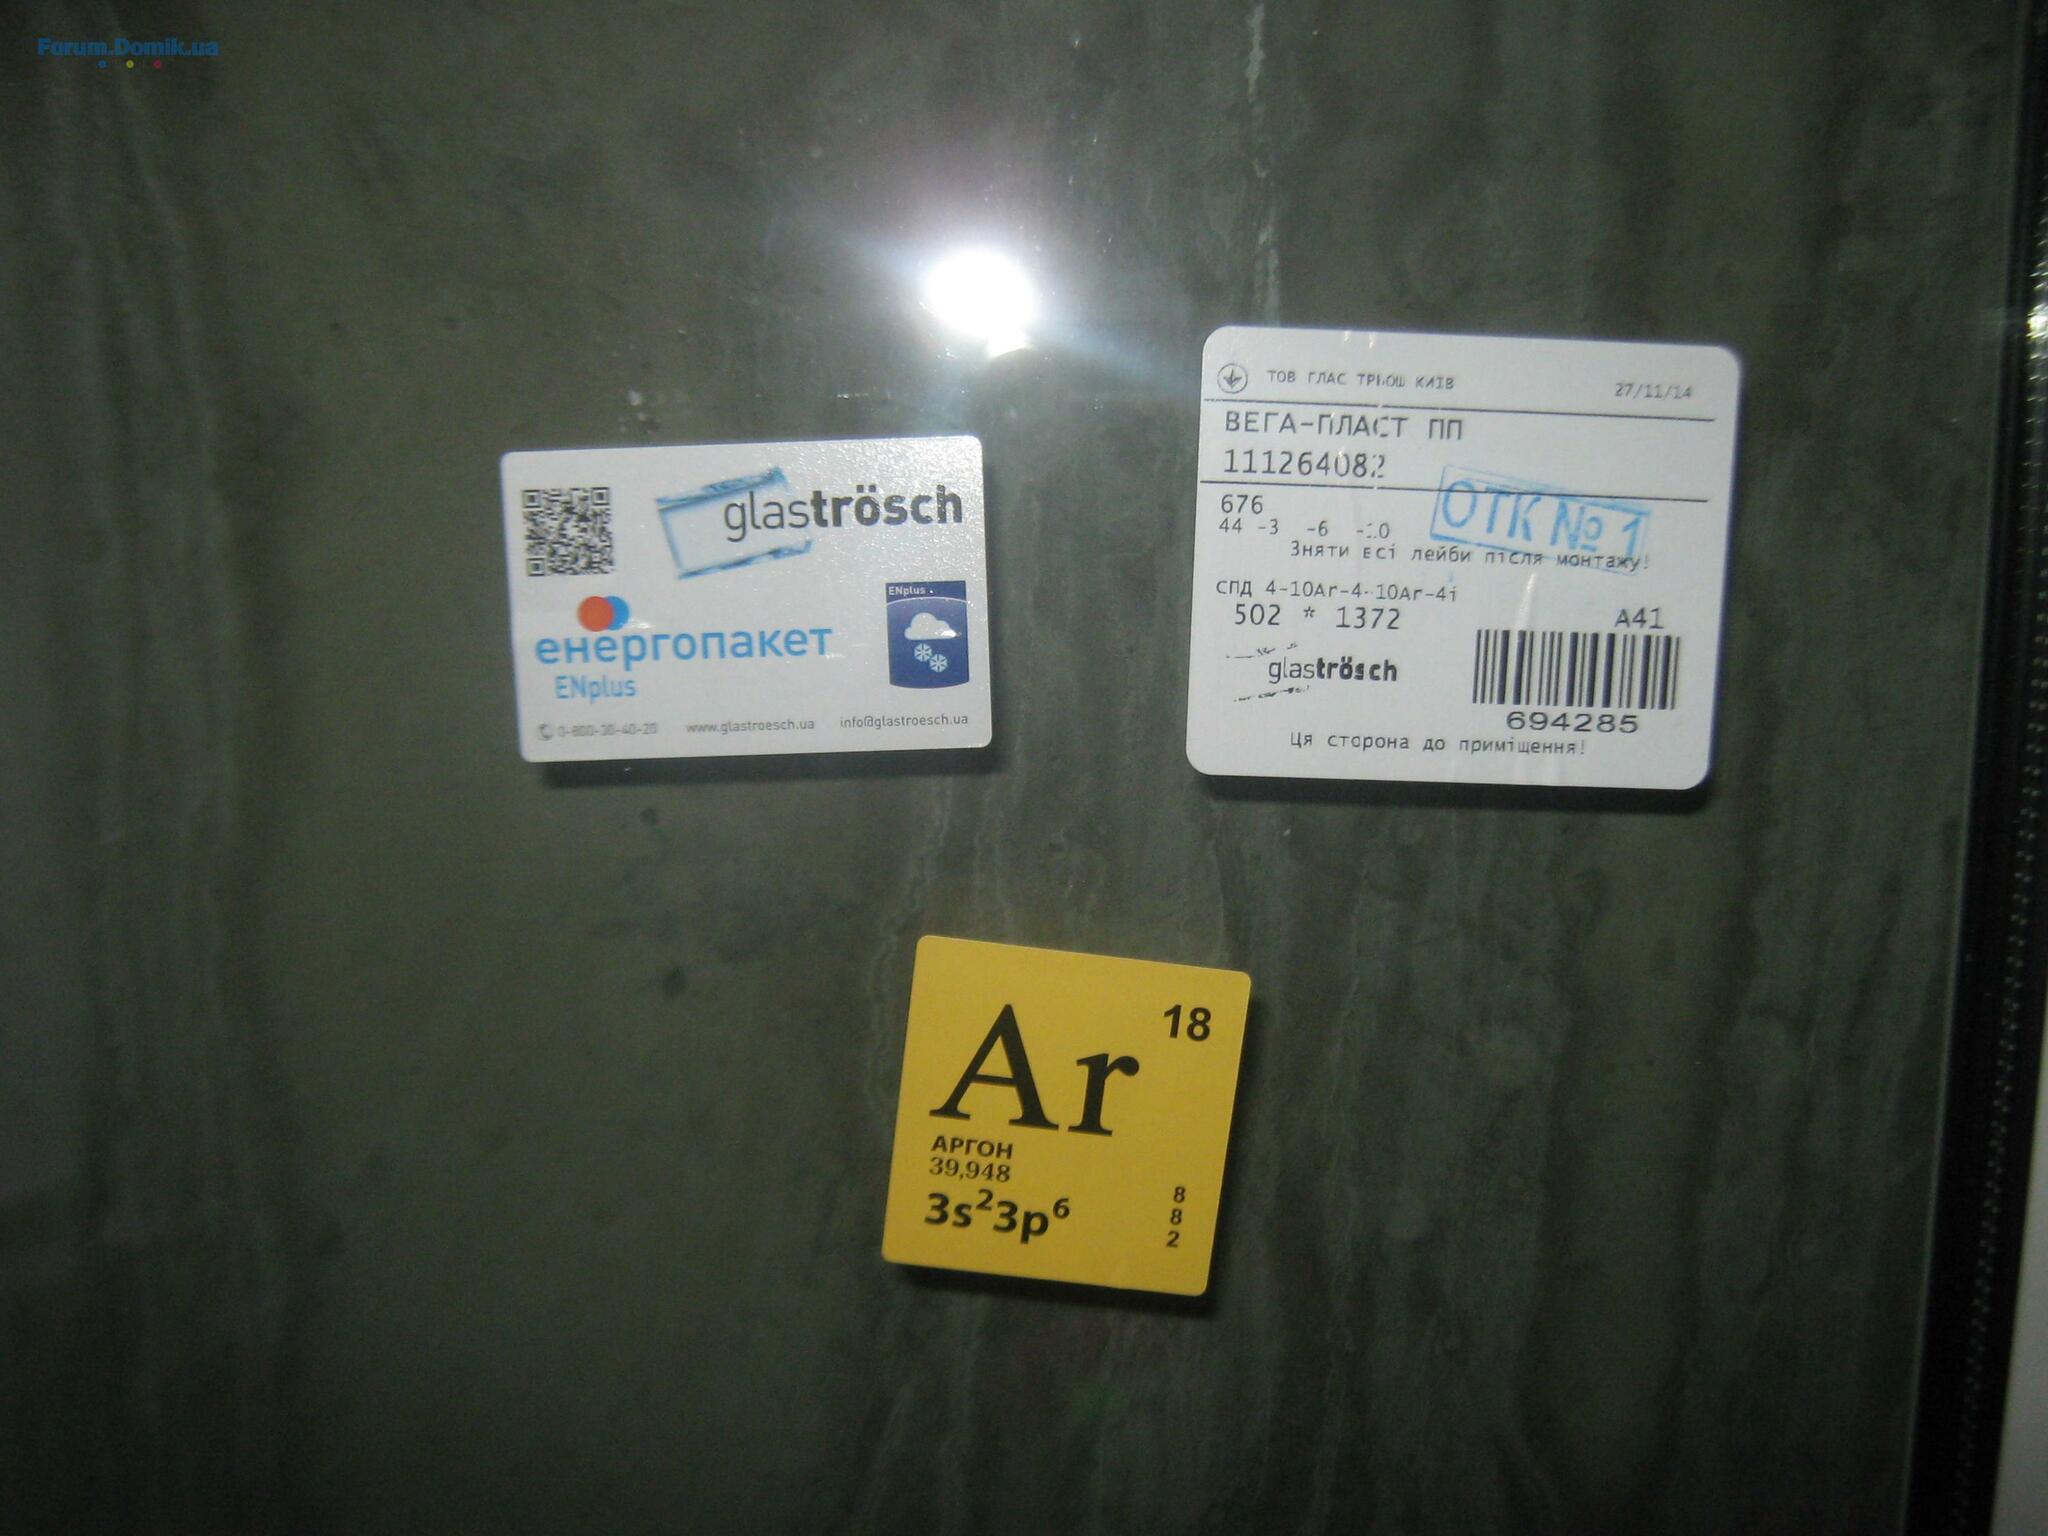 Forum.Domik.ua
glaströsch
ENplus
енергопакет
ENplus
0-800-30-40-20 www.glastroesch.ua info@glastroesch.ua
ТОВ ГЛАС ТРЬОШ КИЇВ 27/11/14
ВЕГА-ПЛАСТ ПП
111264082
ОТК № 1
676
44 -3 -6 -10
Зняти всі лейби після монтажу!
СПД 4-10Ar-4-10Ar-4i
502 * 1372 A41
glaströsch
694285
Ця сторона до приміщення!
18
Ar
АРГОН
39,948
3s²3p⁶
8
8
2